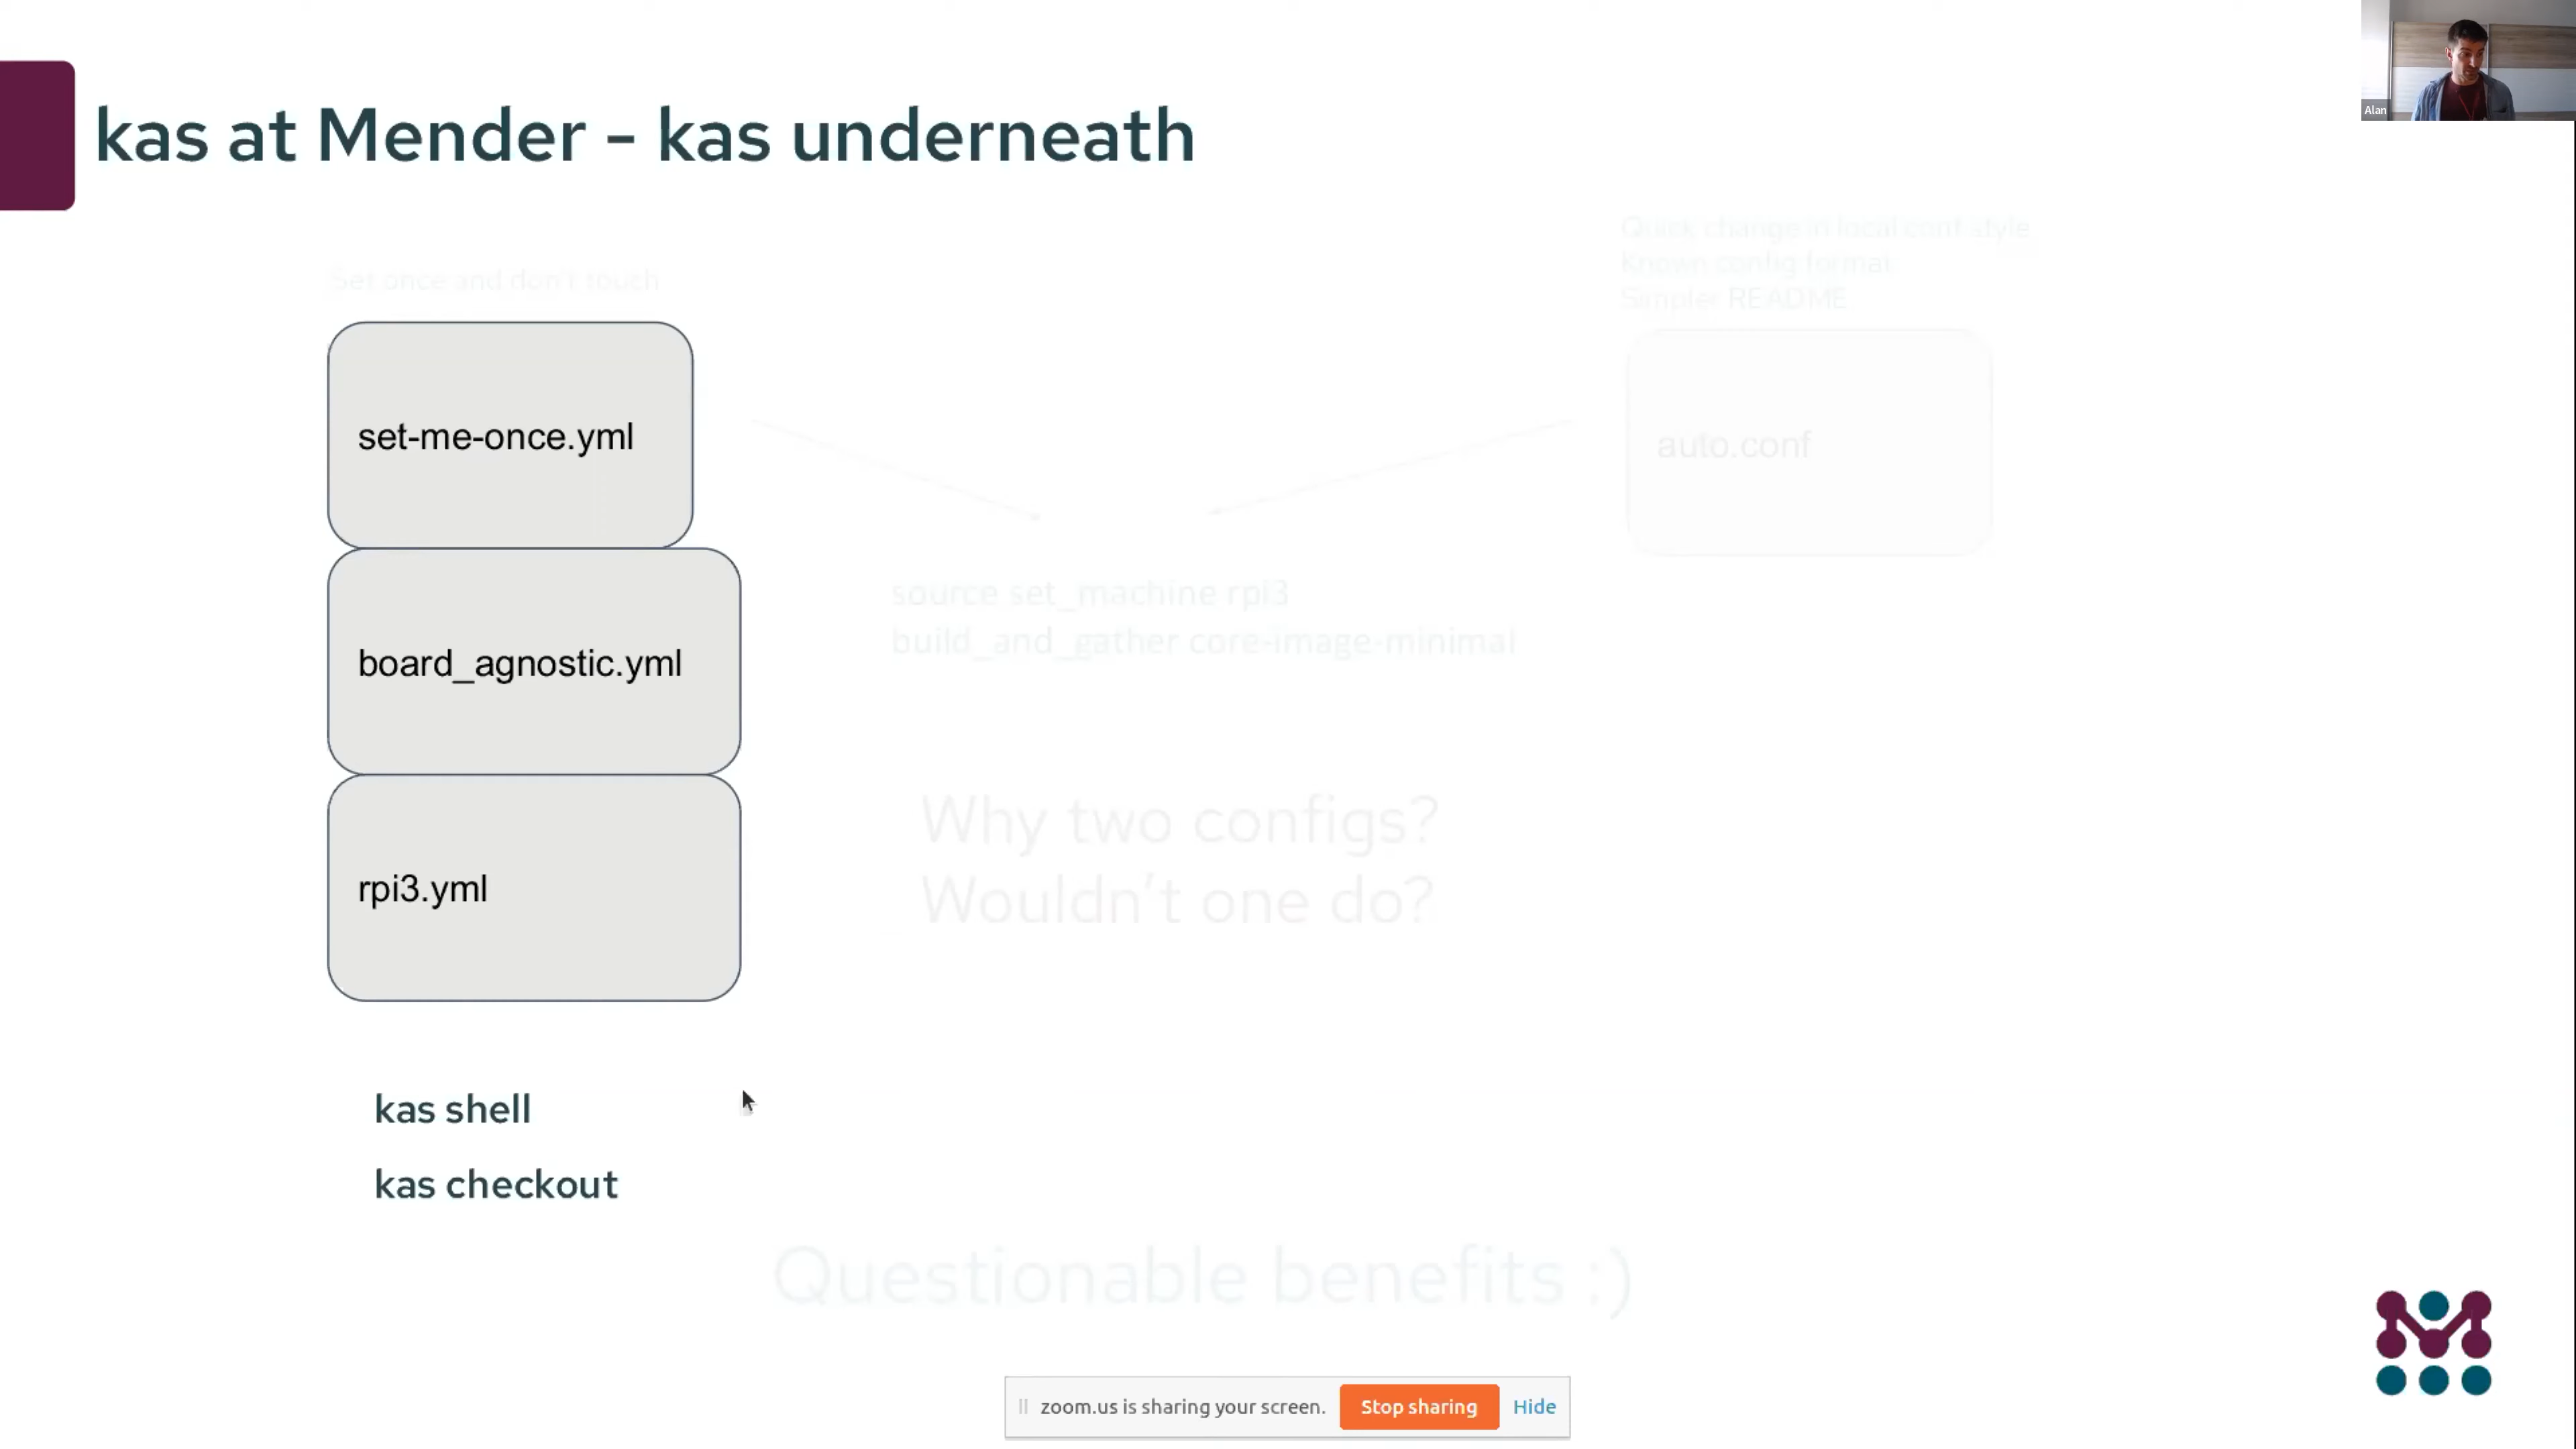 Alan
kas at Mender - kas underneath
Quick change in local.conf style
Known config format
Simpler README
Set once and don't touch
set-me-once.yml
auto.conf
board_agnostic.yml
source set_machine rpi3
build_and_gather core-image-minimal
Why two configs?
Wouldn't one do?
rpi3.yml
kas shell
kas checkout
Questionable benefits :)
zoom.us is sharing your screen.
Stop sharing
Hide